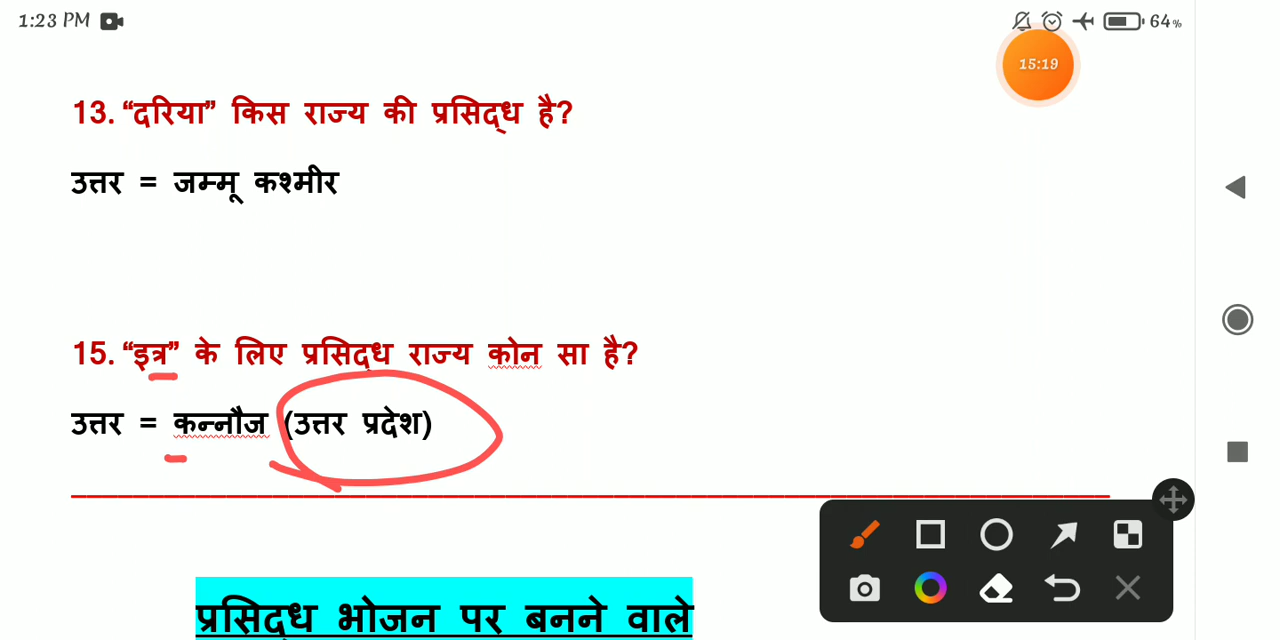 1:23 PM
64%
15:19
13. “दरिया” किस राज्य की प्रसिद्ध है?
उत्तर = जम्मू कश्मीर
15. “इत्र” के लिए प्रसिद्ध राज्य कोन सा है?
उत्तर = कन्नौज (उत्तर प्रदेश)
प्रसिद्ध भोजन पर बनने वाले